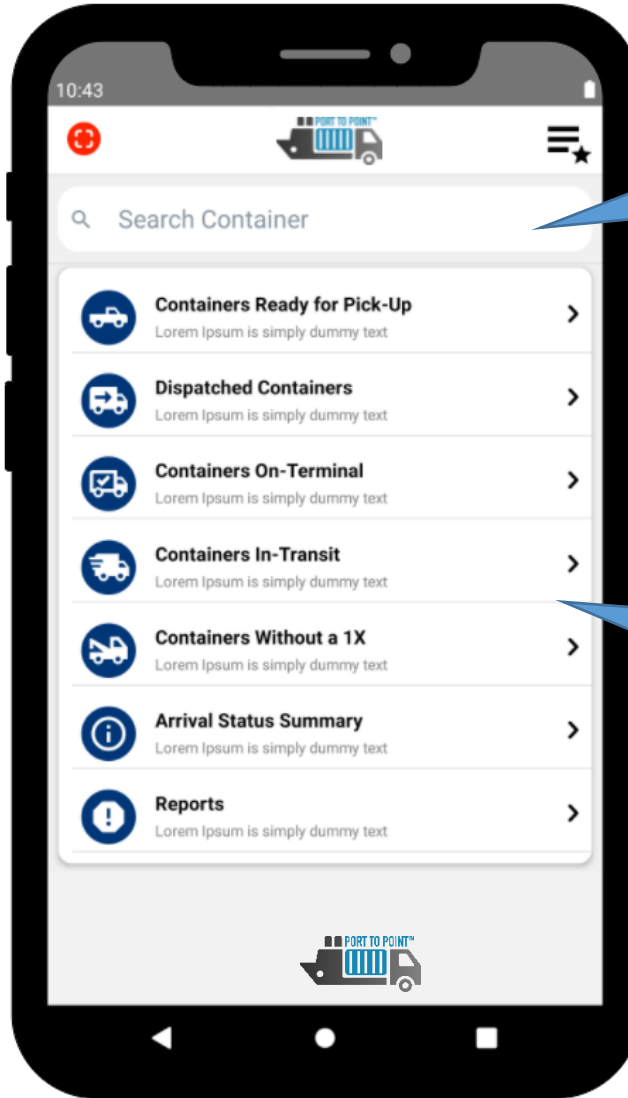 10:43
PORT TO POINT™
Search Container
Containers Ready for Pick-Up
Lorem Ipsum is simply dummy text
Dispatched Containers
Lorem Ipsum is simply dummy text
Containers On-Terminal
Lorem Ipsum is simply dummy text
Containers In-Transit
Lorem Ipsum is simply dummy text
Containers Without a 1X
Lorem Ipsum is simply dummy text
Arrival Status Summary
Lorem Ipsum is simply dummy text
Reports
Lorem Ipsum is simply dummy text
PORT TO POINT™